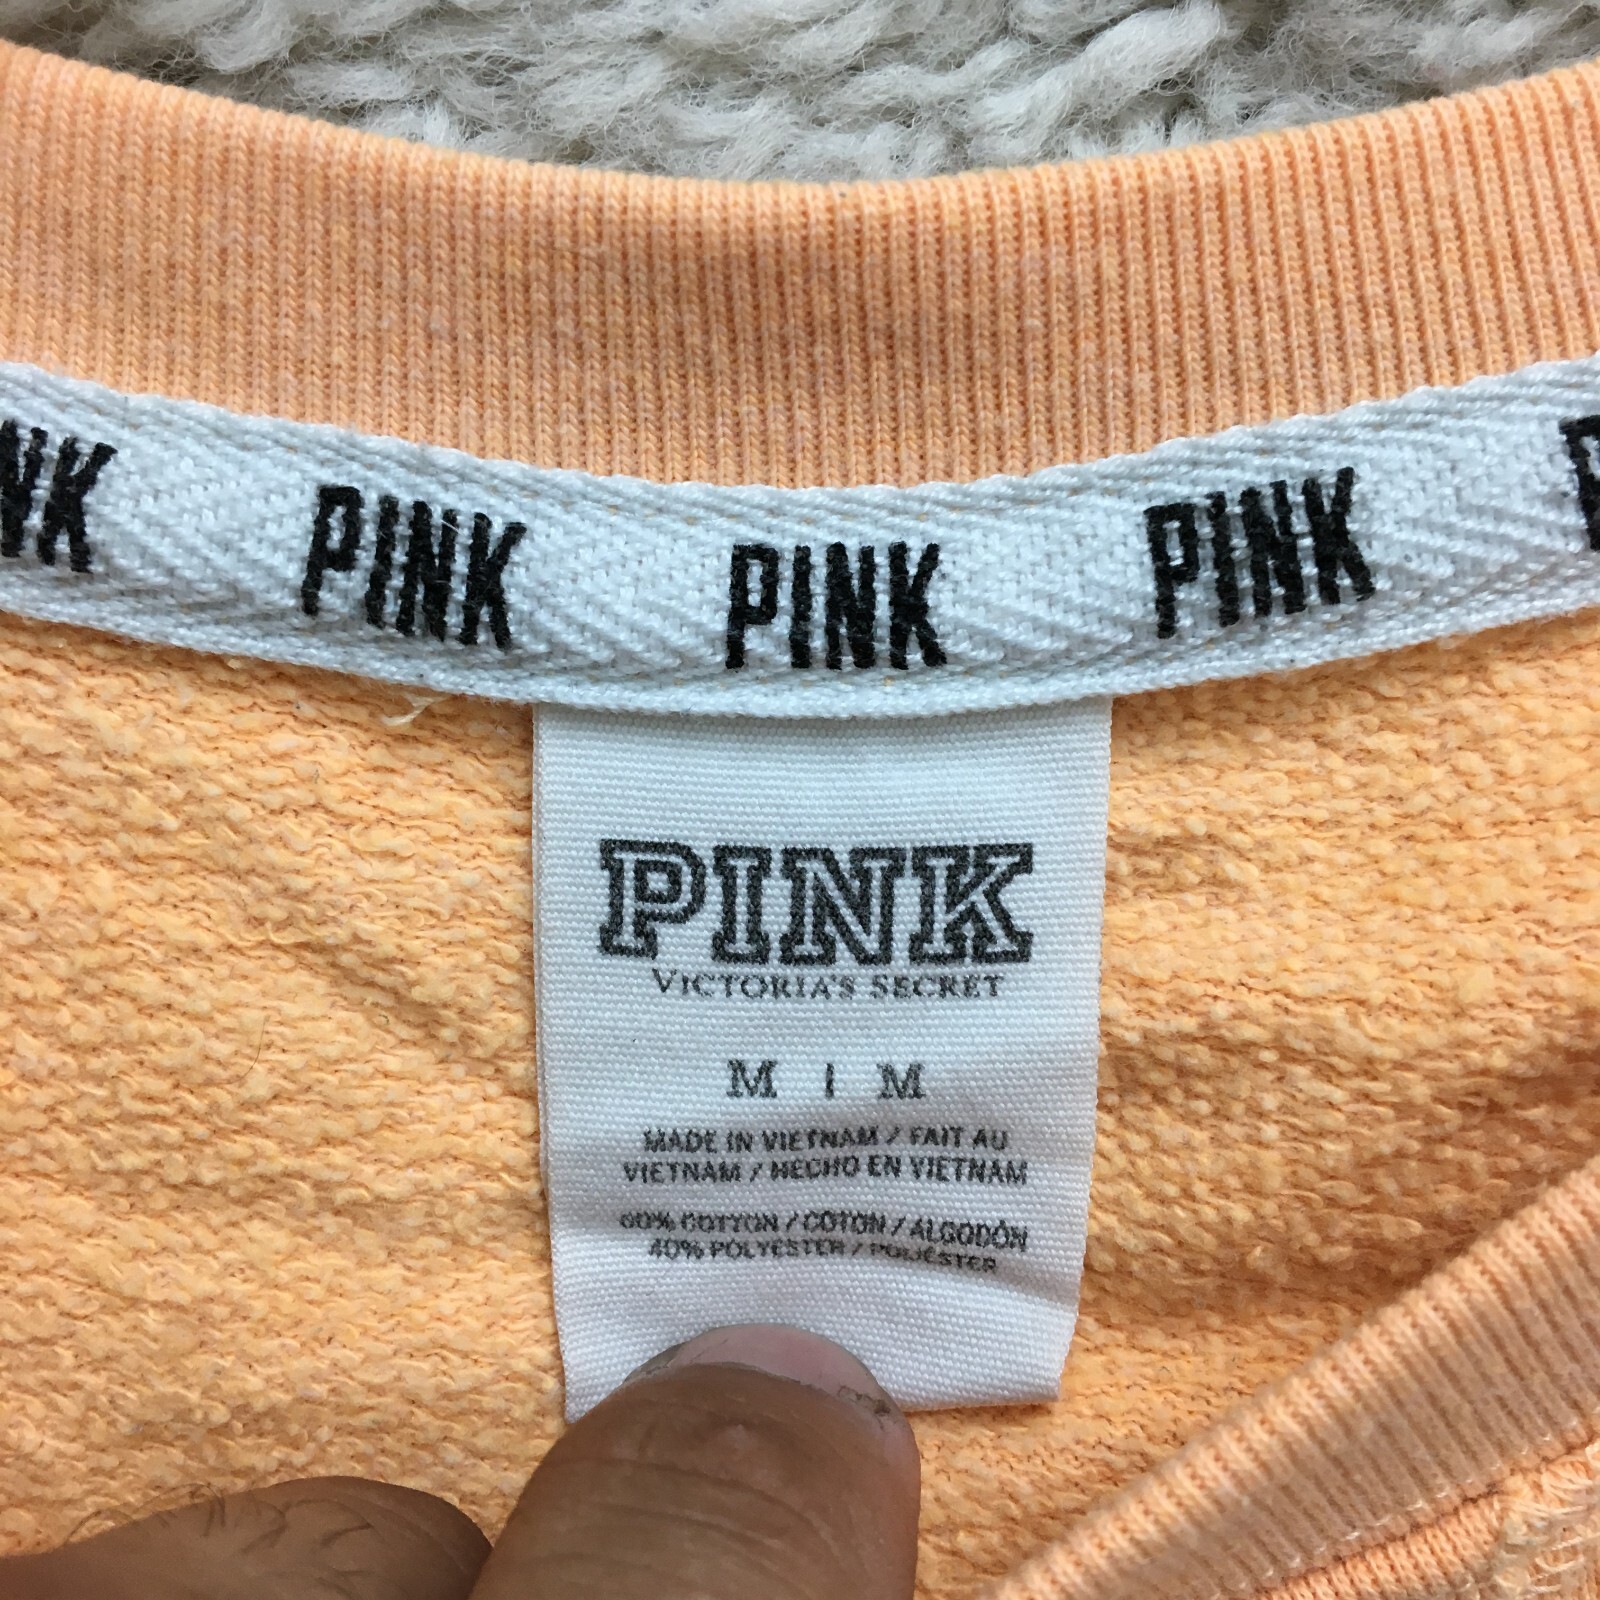 PINK PINK PINK
PINK
VICTORIA'S SECRET
M | M
MADE IN VIETNAM / FAIT AU
VIETNAM / HECHO EN VIETNAM
60% COTTON / COTON / ALGODÓN
40% POLYESTER / POLIÉSTER